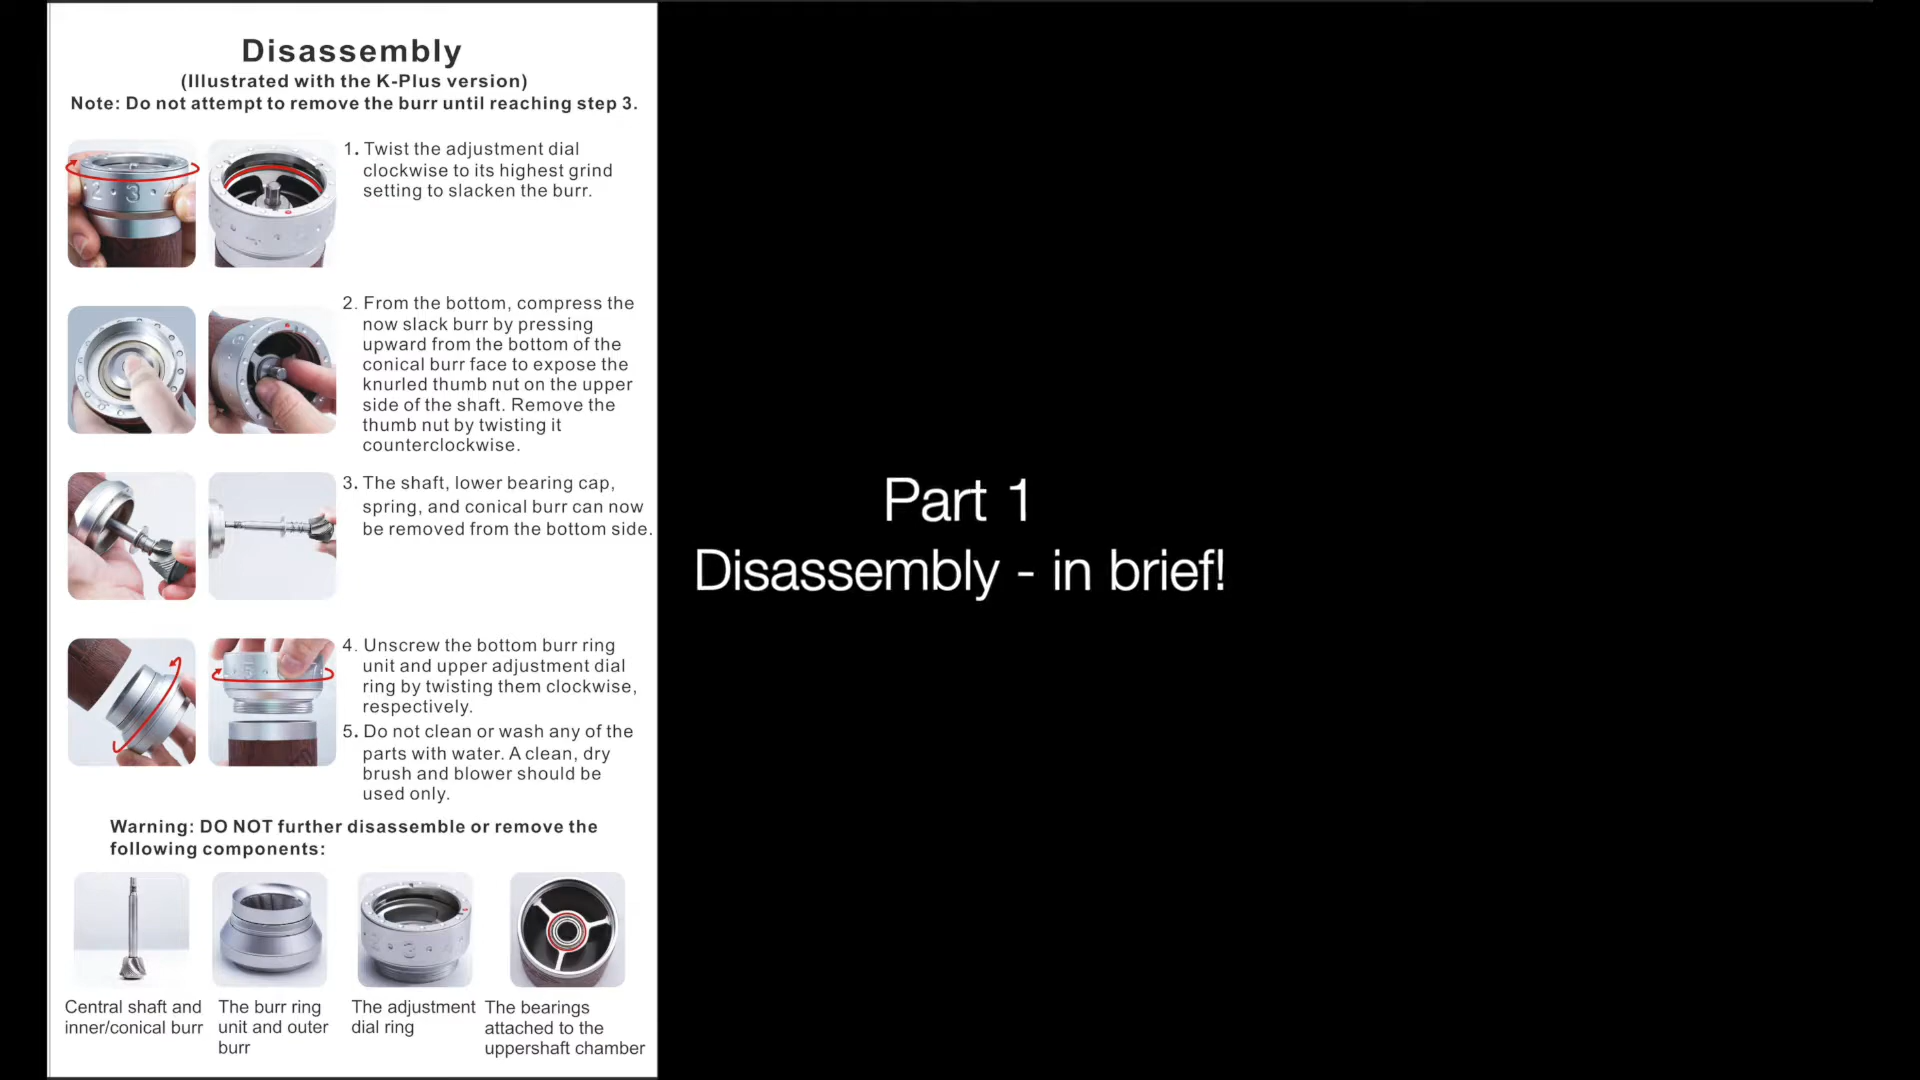 Disassembly
(Illustrated with the K-Plus version)
Note: Do not attempt to remove the burr until reaching step 3.
1. Twist the adjustment dial
clockwise to its highest grind
setting to slacken the burr.
2. From the bottom, compress the
now slack burr by pressing
upward from the bottom of the
conical burr face to expose the
knurled thumb nut on the upper
side of the shaft. Remove the
thumb nut by twisting it
counterclockwise.
3. The shaft, lower bearing cap,
spring, and conical burr can now
be removed from the bottom side.
4. Unscrew the bottom burr ring
unit and upper adjustment dial
ring by twisting them clockwise,
respectively.
5. Do not clean or wash any of the
parts with water. A clean, dry
brush and blower should be
used only.
Warning: DO NOT further disassemble or remove the
following components:
Central shaft and
inner/conical burr
The burr ring
unit and outer
burr
The adjustment
dial ring
The bearings
attached to the
uppershaft chamber
Part 1
Disassembly - in brief!